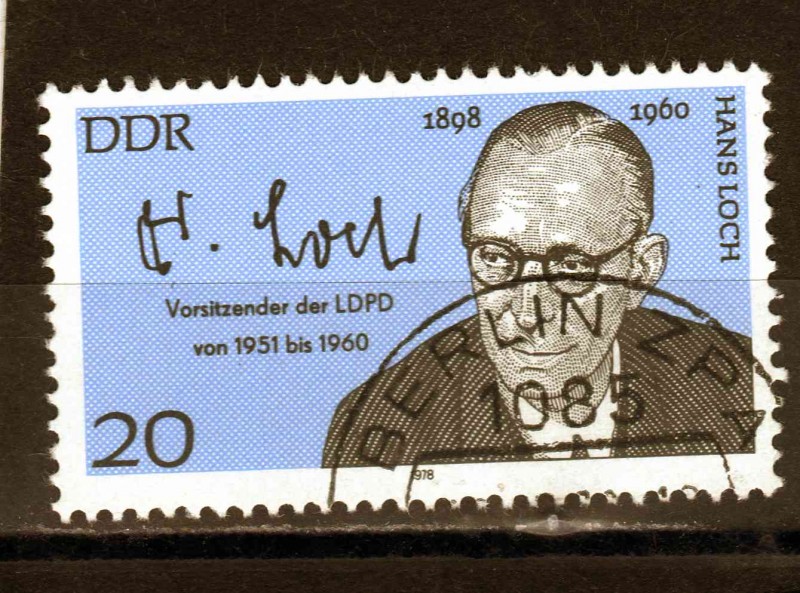 DDR
1898 1960
HANS LOCH
H. Loch
Vorsitzender der LDPD
von 1951 bis 1960
20
1978
BERLIN ZPA
1085